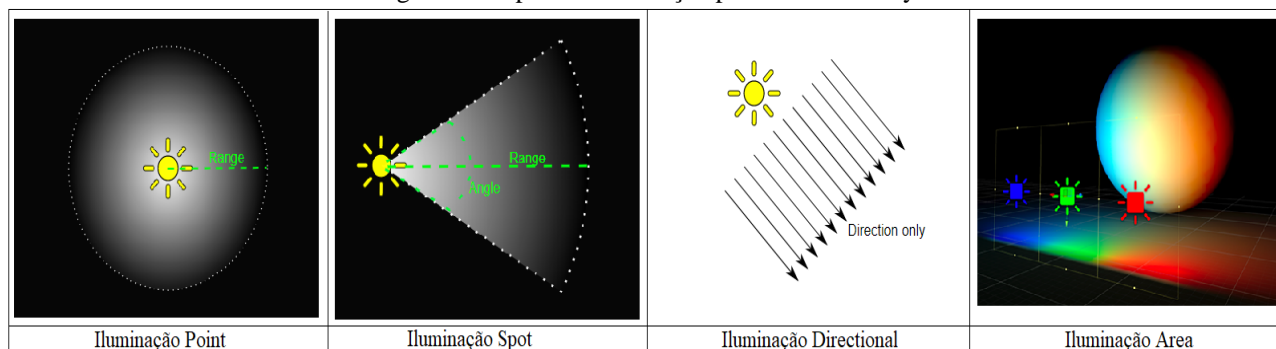 Range
Range
Angle
Direction only
Iluminação Point
Iluminação Spot
Iluminação Directional
Iluminação Area